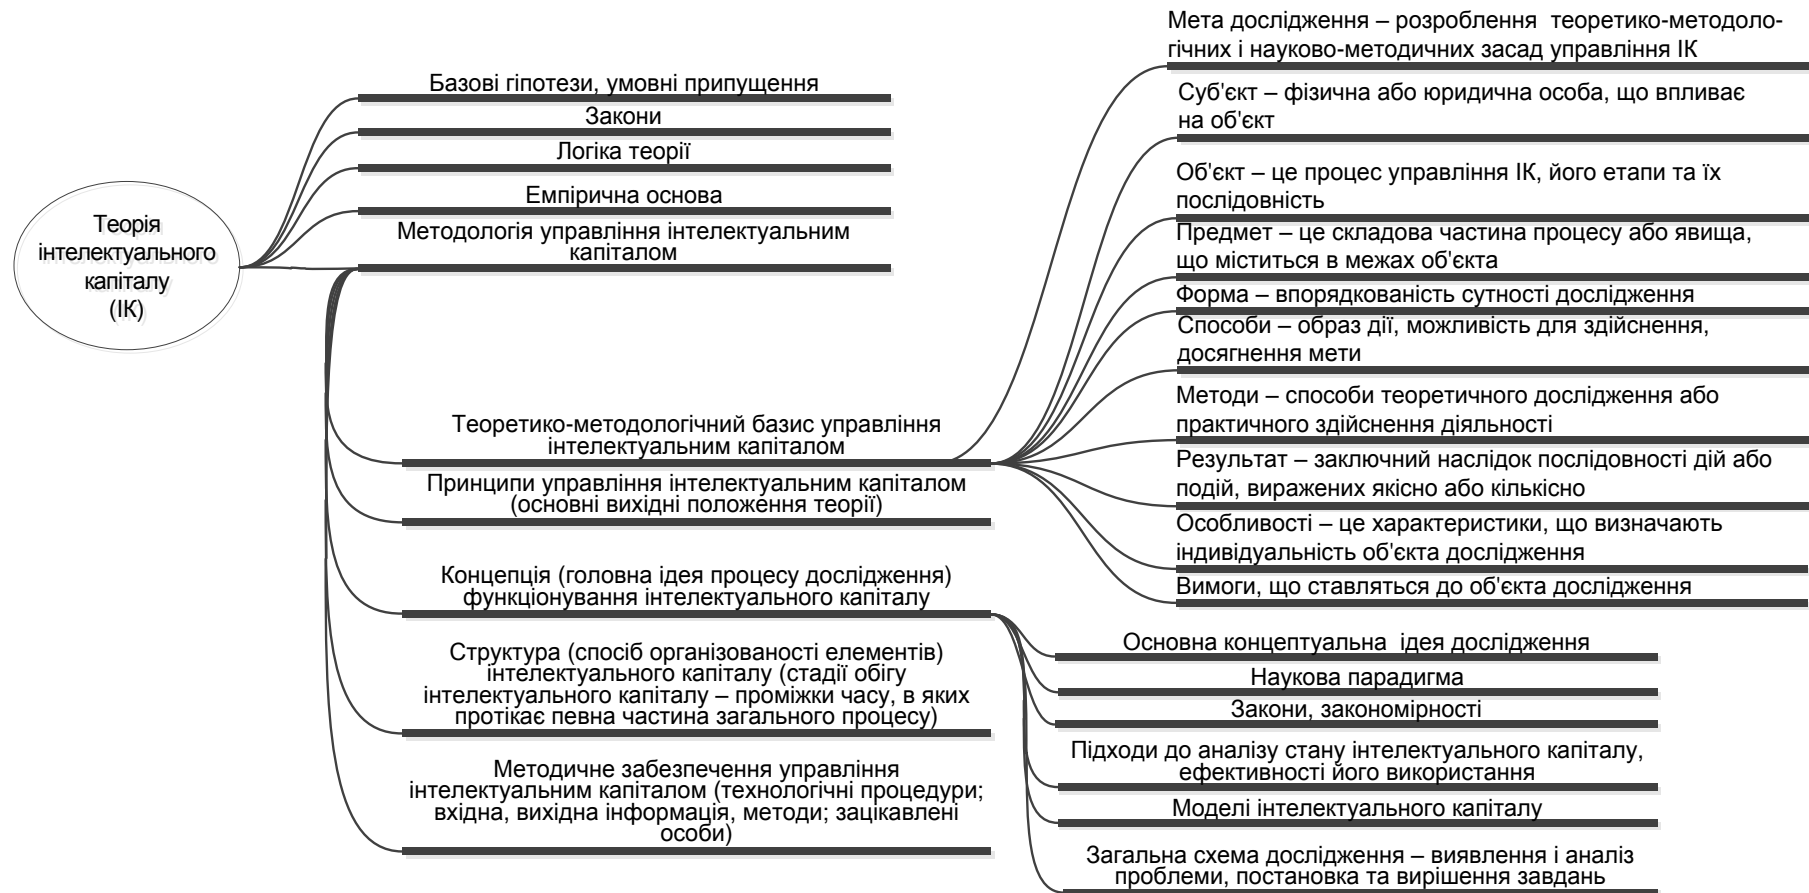 Теорія
інтелектуального
капіталу
(ІК)
Базові гіпотези, умовні припущення
Закони
Логіка теорії
Емпірична основа
Методологія управління інтелектуальним
капіталом
Теоретико-методологічний базис управління
інтелектуальним капіталом
Принципи управління інтелектуальним капіталом
(основні вихідні положення теорії)
Концепція (головна ідея процесу дослідження)
функціонування інтелектуального капіталу
Структура (спосіб організованості елементів)
інтелектуального капіталу (стадії обігу
інтелектуального капіталу – проміжки часу, в яких
протікає певна частина загального процесу)
Методичне забезпечення управління
інтелектуальним капіталом (технологічні процедури;
вхідна, вихідна інформація, методи; зацікавлені
особи)
Мета дослідження – розроблення теоретико-методоло-
гічних і науково-методичних засад управління ІК
Суб'єкт – фізична або юридична особа, що впливає
на об'єкт
Об'єкт – це процес управління ІК, його етапи та їх
послідовність
Предмет – це складова частина процесу або явища,
що міститься в межах об'єкта
Форма – впорядкованість сутності дослідження
Способи – образ дії, можливість для здійснення,
досягнення мети
Методи – способи теоретичного дослідження або
практичного здійснення діяльності
Результат – заключний наслідок послідовності дій або
подій, виражених якісно або кількісно
Особливості – це характеристики, що визначають
індивідуальність об'єкта дослідження
Вимоги, що ставляться до об'єкта дослідження
Основна концептуальна ідея дослідження
Наукова парадигма
Закони, закономірності
Підходи до аналізу стану інтелектуального капіталу,
ефективності його використання
Моделі інтелектуального капіталу
Загальна схема дослідження – виявлення і аналіз
проблеми, постановка та вирішення завдань